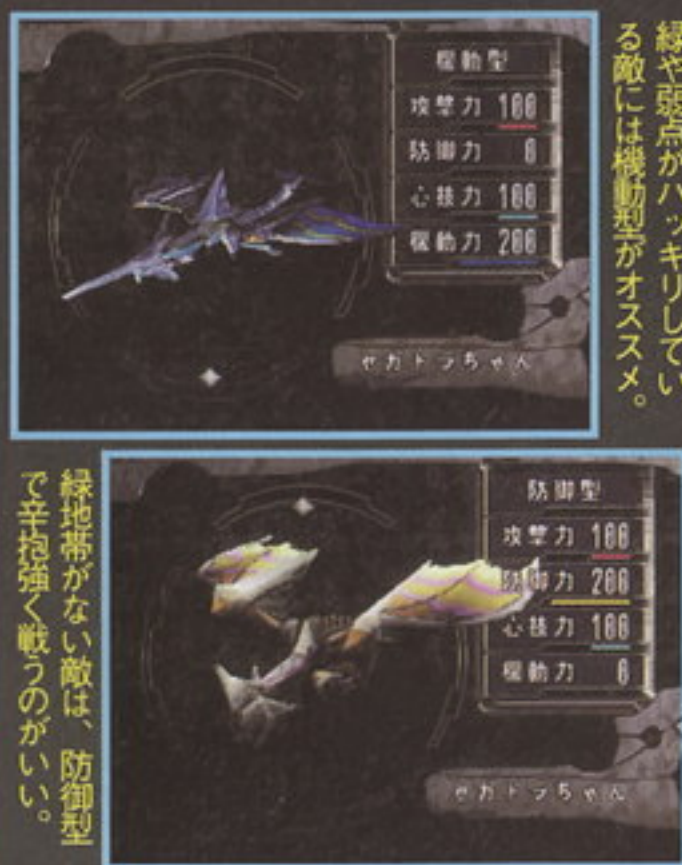 緑や弱点がハッキリしてい
る敵には機動型がオススメ。
機動型
攻撃力 100
防御力 0
心技力 100
機動力 200
セガトラちゃん
緑地帯がない敵は、防御型
で辛抱強く戦うのがいい。
防御型
攻撃力 100
防御力 200
心技力 100
機動力 0
セガトラちゃん